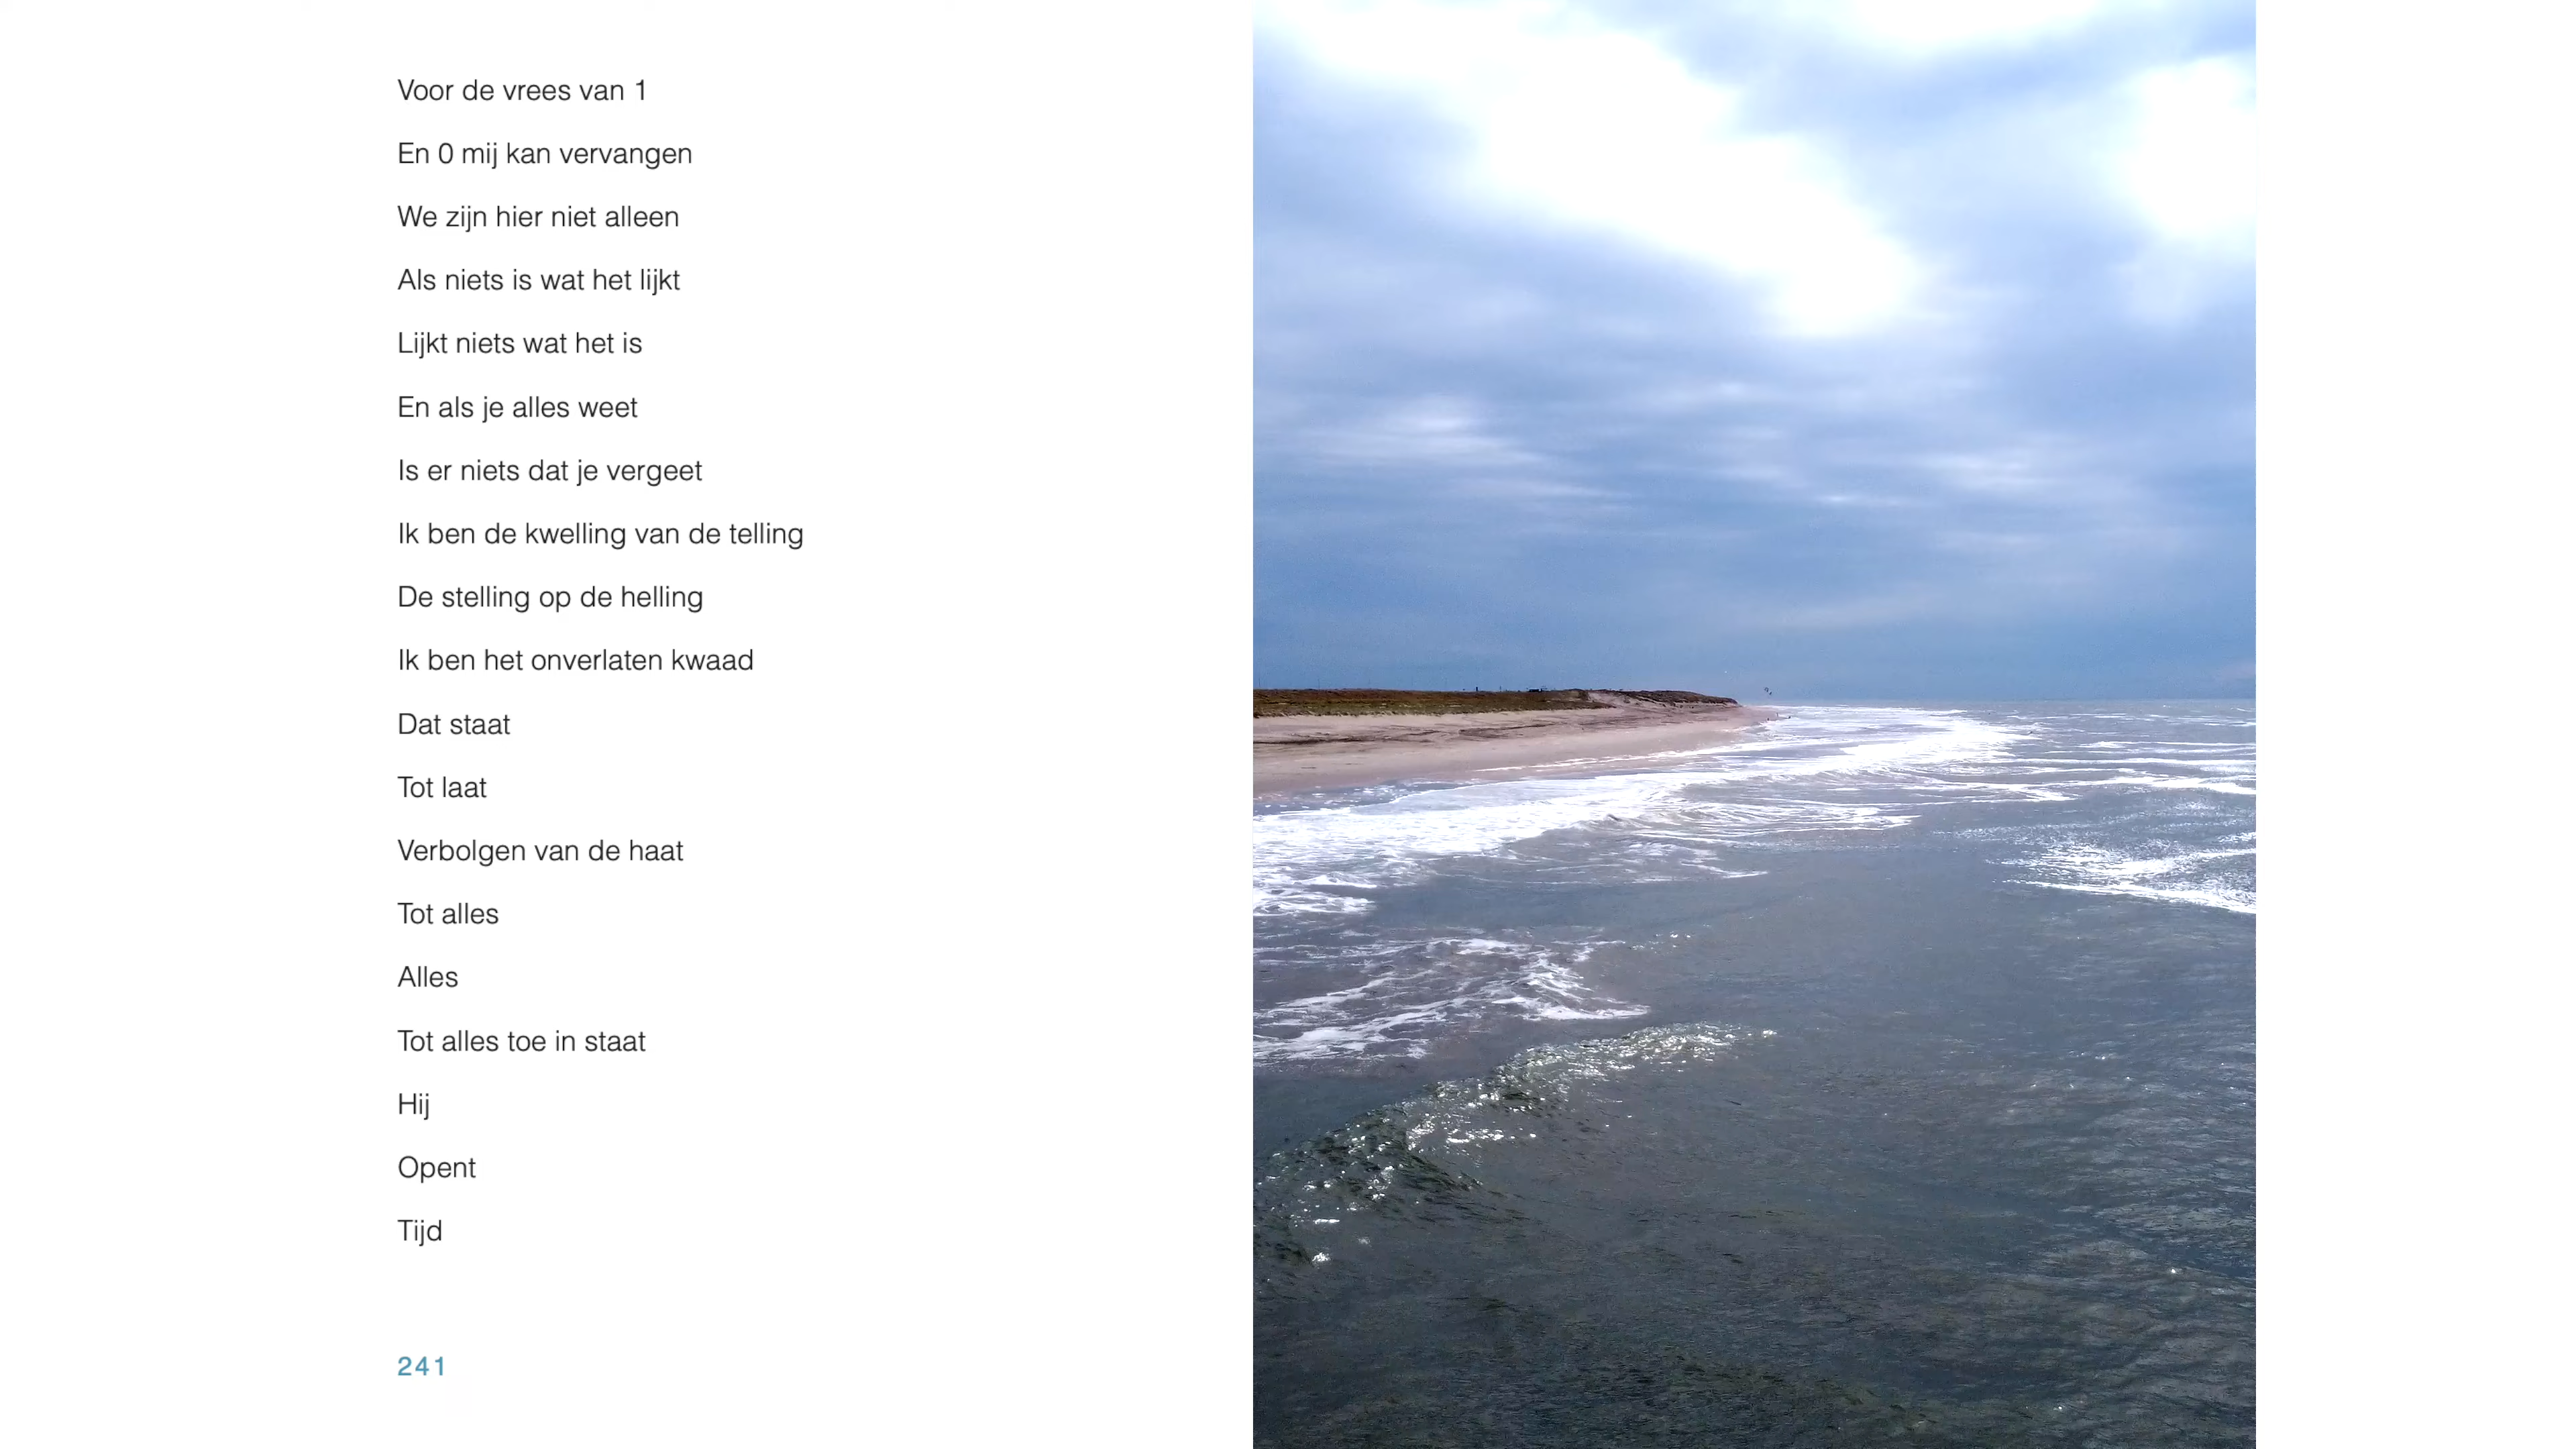 Voor de vrees van 1
En 0 mij kan vervangen
We zijn hier niet alleen
Als niets is wat het lijkt
Lijkt niets wat het is
En als je alles weet
Is er niets dat je vergeet
Ik ben de kwelling van de telling
De stelling op de helling
Ik ben het onverlaten kwaad
Dat staat
Tot laat
Verbolgen van de haat
Tot alles
Alles
Tot alles toe in staat
Hij
Opent
Tijd
241